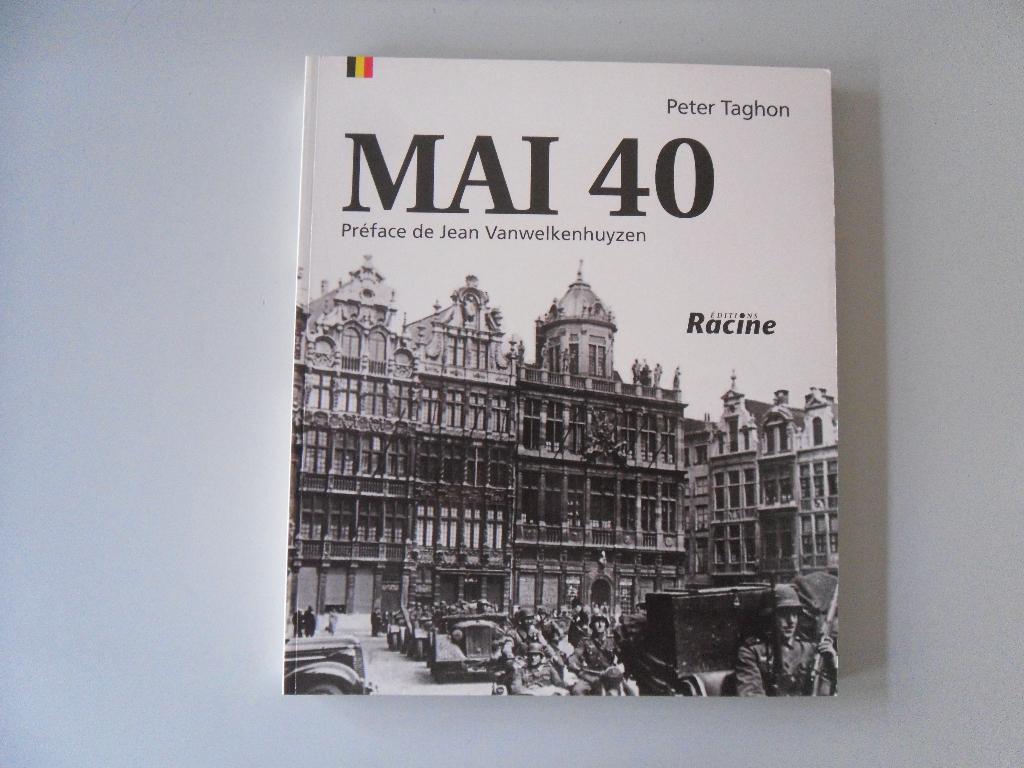 Peter Taghon
MAI 40
Préface de Jean Vanwelkenhuyzen
ÉDITIONS
Racine